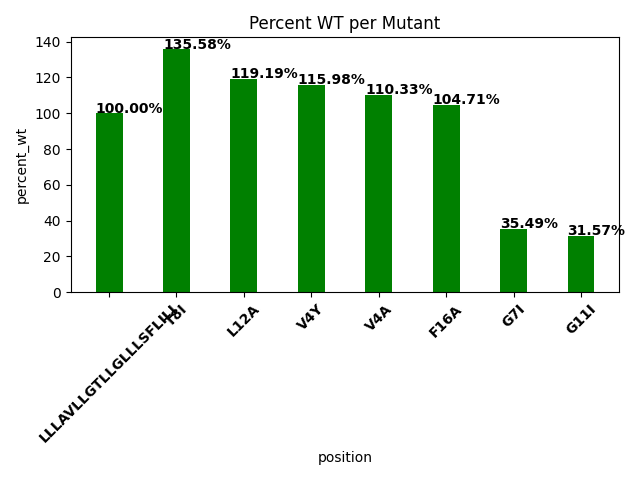 Percent WT per Mutant
percent_wt
140
120
100
80
60
40
20
0
100.00%
135.58%
119.19%
115.98%
110.33%
104.71%
35.49%
31.57%
LLLAVLLGTLLGLLLSFLILL
T8I
L12A
V4Y
V4A
F16A
G7I
G11I
position